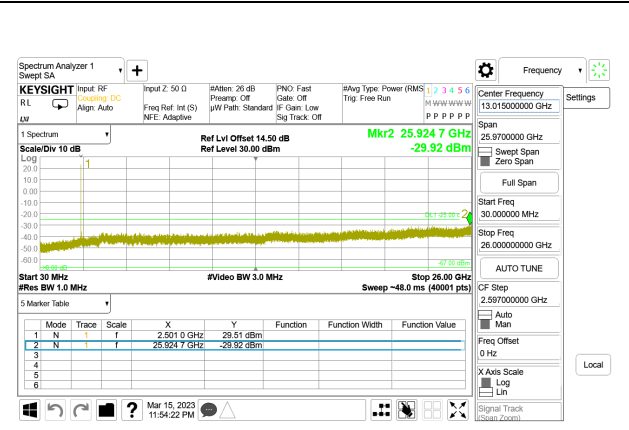 Spectrum Analyzer 1
Swept SA
Frequency
KEYSIGHT
RL
Input: RF
Coupling: DC
Align: Auto
Input Z: 50 Ω
Freq Ref: Int (S)
NFE: Adaptive
#Atten: 26 dB
Preamp: Off
µW Path: Standard
PNO: Fast
Gate: Off
IF Gain: Low
Sig Track: Off
#Avg Type: Power (RMS
Trig: Free Run
1 2 3 4 5 6
M W W W W W
P P P P P P
1 Spectrum
Scale/Div 10 dB
Ref Lvl Offset 14.50 dB
Ref Level 30.00 dBm
Mkr2 25.924 7 GHz
-29.92 dBm
Log
20.0
10.0
0.00
-10.0
-20.0
-30.0
-40.0
-50.0
-60.0
1
2
Start 30 MHz
#Res BW 1.0 MHz
#Video BW 3.0 MHz
Stop 26.00 GHz
Sweep ~48.0 ms (40001 pts)
5 Marker Table
Mode Trace Scale X Y Function Function Width Function Value
1 N 1 f 2.501 0 GHz 29.51 dBm
2 N 1 f 25.924 7 GHz -29.92 dBm
3
4
5
6
Mar 15, 2023
11:54:22 PM
Center Frequency
13.015000000 GHz
Settings
Span
25.9700000 GHz
Swept Span
Zero Span
Full Span
Start Freq
30.000000 MHz
Stop Freq
26.000000000 GHz
AUTO TUNE
CF Step
2.597000000 GHz
Auto
Man
Freq Offset
0 Hz
X Axis Scale
Log
Lin
Local
Signal Track
(Span Zoom)